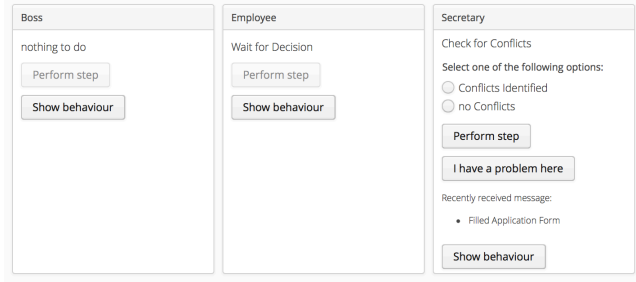 Boss
nothing to do
Perform step
Show behaviour
Employee
Wait for Decision
Perform step
Show behaviour
Secretary
Check for Conflicts
Select one of the following options:
Conflicts Identified
no Conflicts
Perform step
I have a problem here
Recently received message:
Filled Application Form
Show behaviour